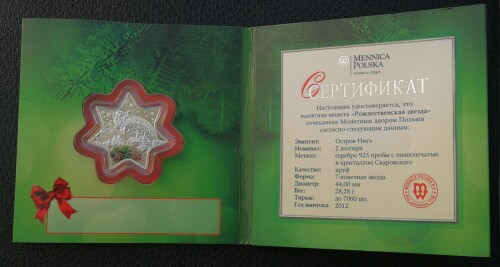 MENNICA
POLSKA
СЕРТИФИКАТ
Настоящим удостоверяется, что
памятная монета «Рождественская звезда»
отчеканена Монетным двором Польши
согласно следующим данным:
Эмитент: Остров Ниуэ
Номинал: 2 доллара
Металл: серебро 925 пробы с тампопечатью
и кристаллом Сваровского
Качество: пруф
Форма: 7-конечная звезда
Диаметр: 44,00 мм
Вес: 28,28 г
Тираж: до 7000 шт.
Год выпуска: 2012